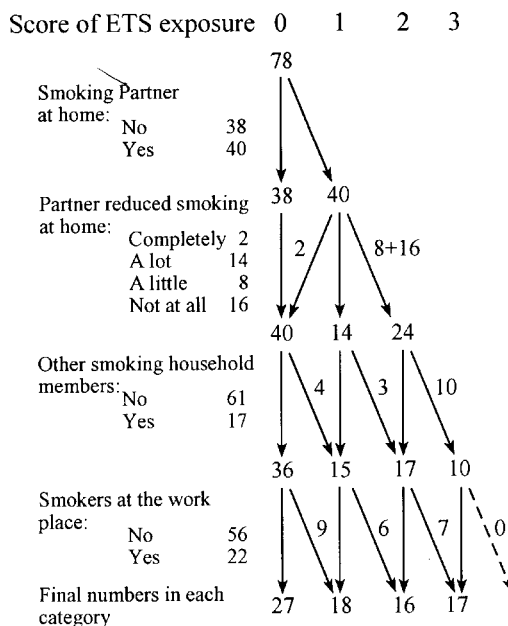 Score of ETS exposure 0 1 2 3
78
Smoking Partner
at home:
No 38
Yes 40
38 40
Partner reduced smoking
at home:
Completely 2
A lot 14
A little 8
Not at all 16
2 8+16
40 14 24
Other smoking household
members:
No 61
Yes 17
4 3 10
36 15 17 10
Smokers at the work
place:
No 56
Yes 22
9 6 7 0
Final numbers in each
category
27 18 16 17